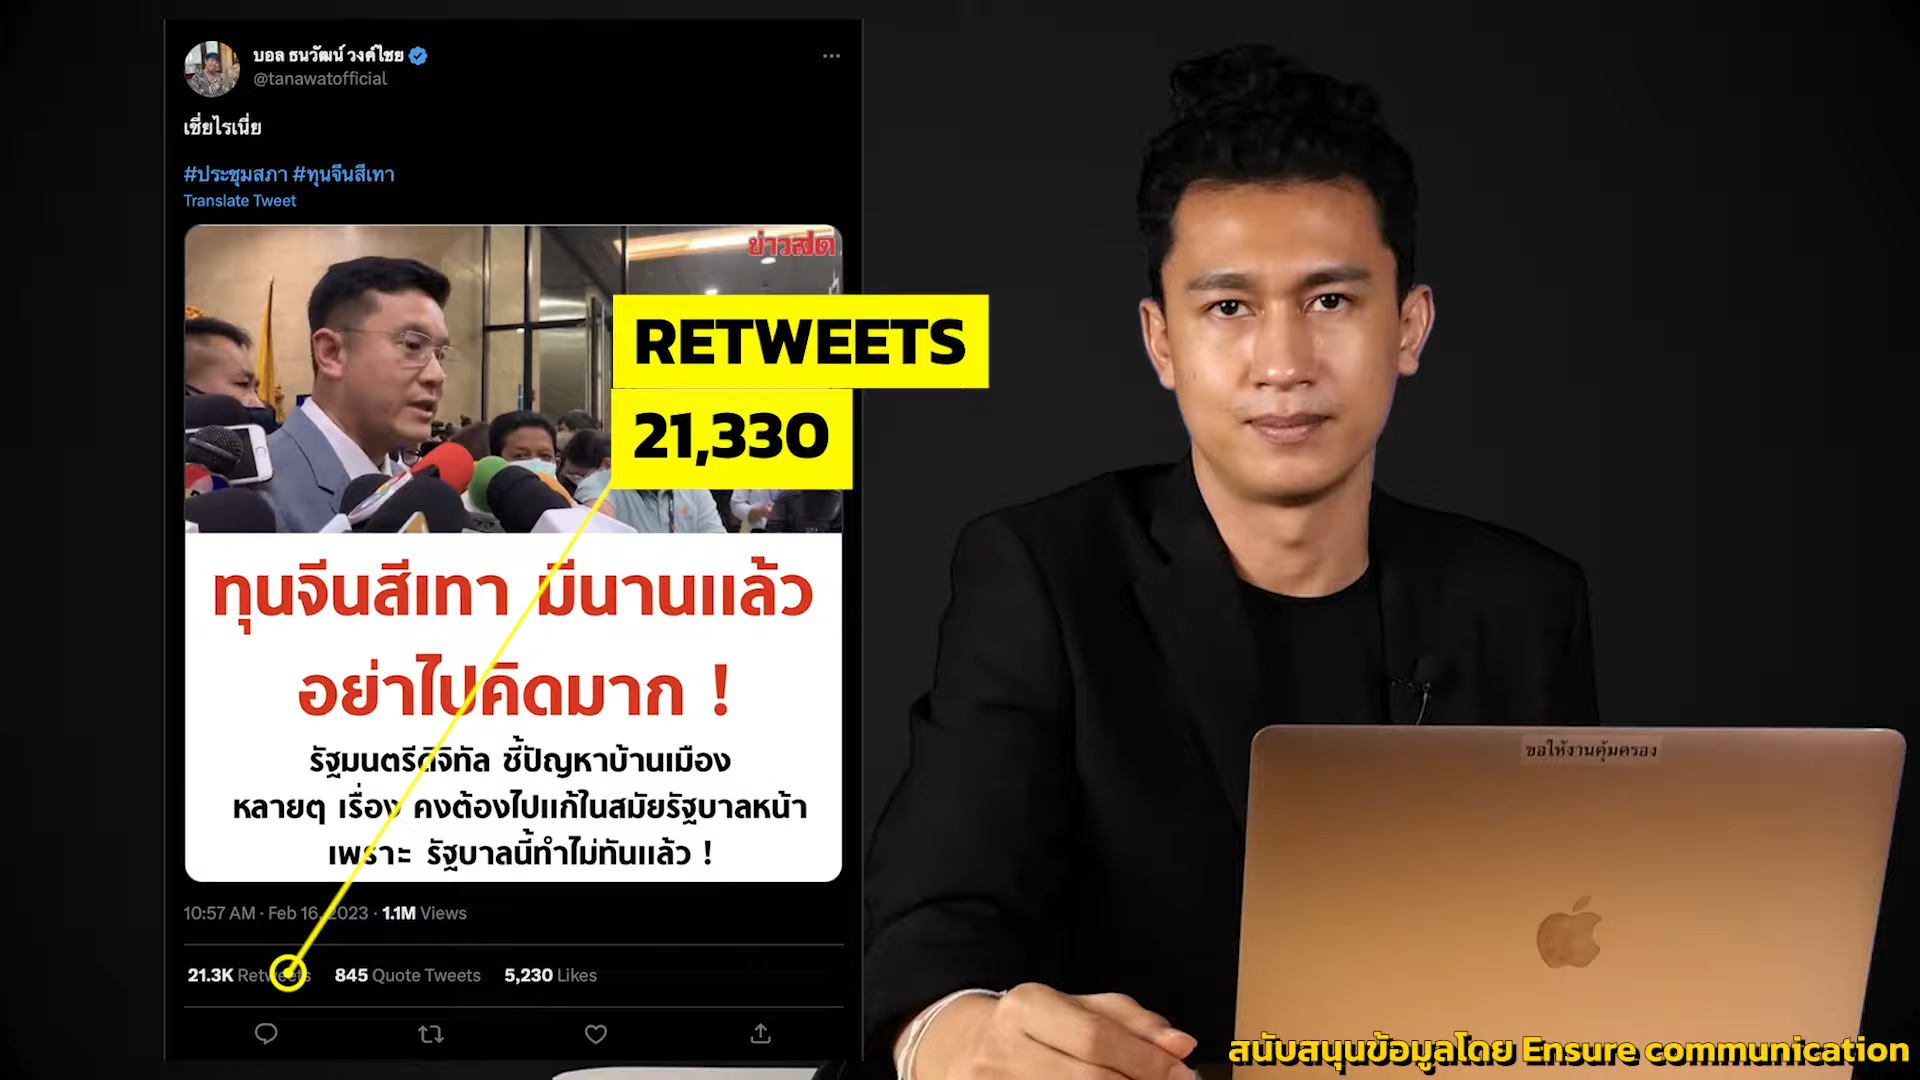 บอล ธนวัฒน์ วงค์ไชย
@tanawatofficial
เชี่ยไรเนี่ย
#ประชุมสภา #ทุนจีนสีเทา
Translate Tweet
ข่าวสด
RETWEETS
21,330
ทุนจีนสีเทา มีนานแล้ว
อย่าไปคิดมาก !
รัฐมนตรีดิจิทัล ชี้ปัญหาบ้านเมือง
หลายๆ เรื่อง คงต้องไปแก้ในสมัยรัฐบาลหน้า
เพราะ รัฐบาลนี้ทำไม่ทันแล้ว !
10:57 AM · Feb 16, 2023 · 1.1M Views
21.3K Retweets 845 Quote Tweets 5,230 Likes
ขอให้งานคุ้มครอง
สนับสนุนข้อมูลโดย Ensure communication